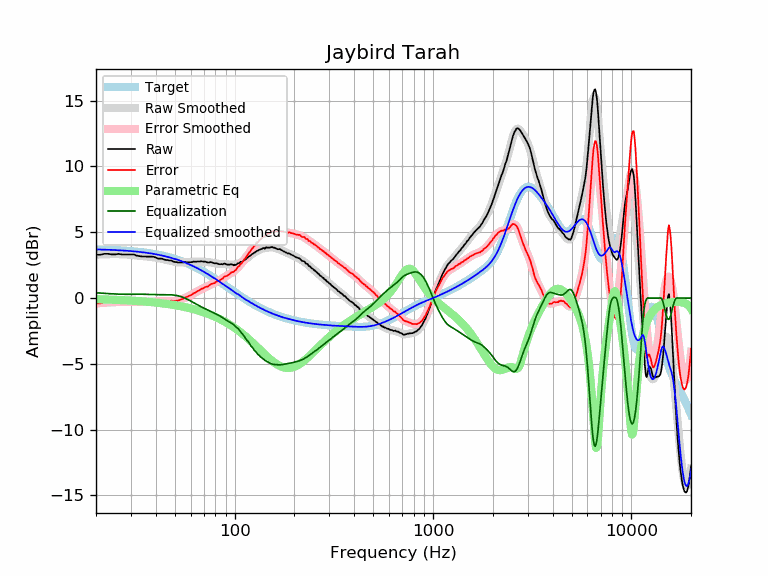 Jaybird Tarah
Target
Raw Smoothed
Error Smoothed
Raw
Error
Parametric Eq
Equalization
Equalized smoothed
Amplitude (dBr)
15
10
5
0
−5
−10
−15
100
1000
10000
Frequency (Hz)